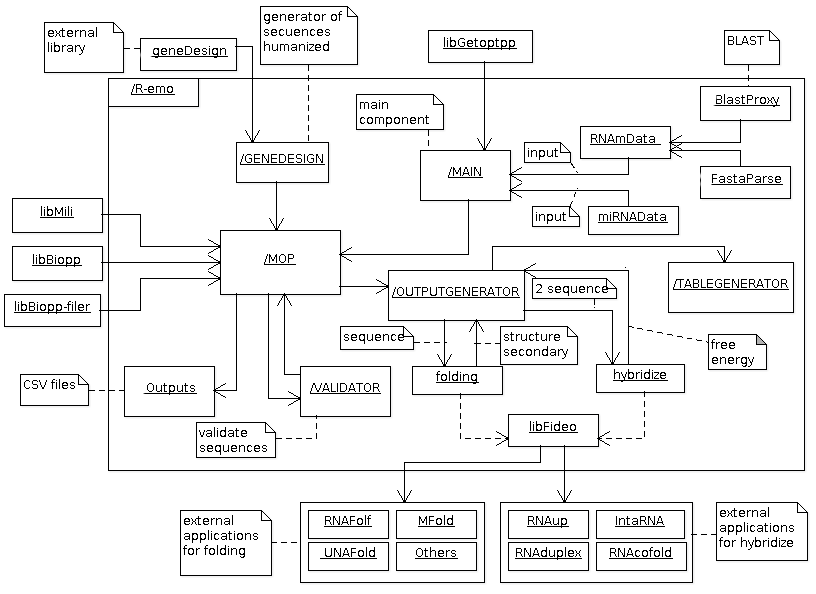 external
library
geneDesign
generator of
secuences
humanized
libGetoptpp
BLAST
/R-emo
main
component
BlastProxy
RNAmData
input
/GENEDESIGN
/MAIN
FastaParse
input
miRNAData
libMili
libBiopp
libBiopp-filer
/MOP
/OUTPUTGENERATOR
2 sequence
/TABLEGENERATOR
sequence
structure
secondary
free
energy
CSV files
Outputs
/VALIDATOR
folding
hybridize
validate
sequences
libFideo
external
applications
for folding
RNAFolf
MFold
UNAFold
Others
RNAup
IntaRNA
RNAduplex
RNAcofold
external
applications
for hybridize